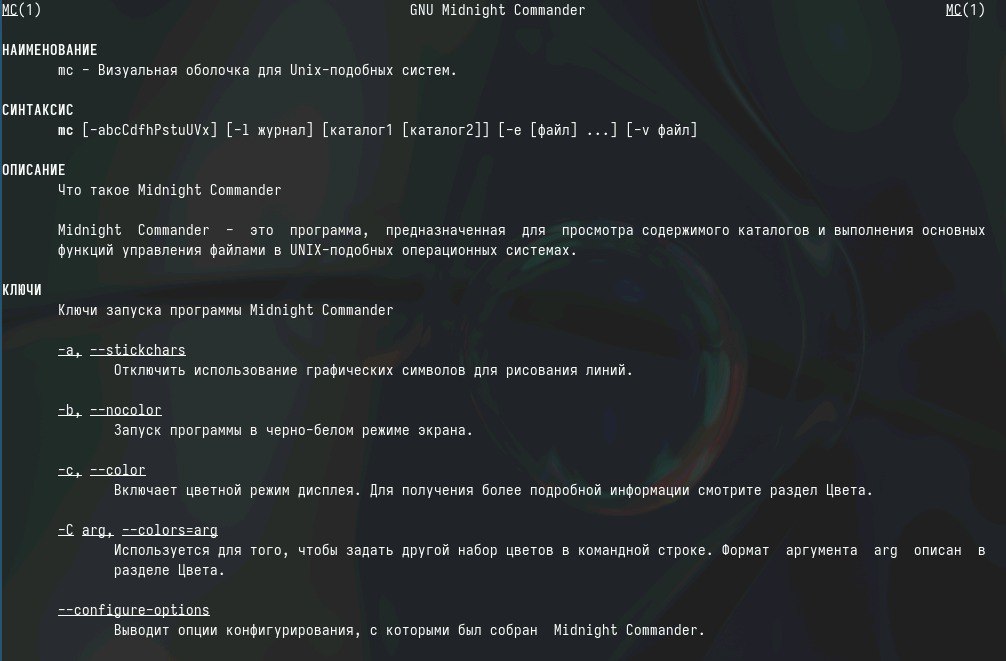 MC(1) GNU Midnight Commander MC(1)
НАИМЕНОВАНИЕ
mc - Визуальная оболочка для Unix-подобных систем.
СИНТАКСИС
mc [-abcCdfhPstuUVx] [-l журнал] [каталог1 [каталог2]] [-e [файл] ...] [-v файл]
ОПИСАНИЕ
Что такое Midnight Commander
Midnight Commander - это программа, предназначенная для просмотра содержимого каталогов и выполнения основных
функций управления файлами в UNIX-подобных операционных системах.
КЛЮЧИ
Ключи запуска программы Midnight Commander
-a, --stickchars
Отключить использование графических символов для рисования линий.
-b, --nocolor
Запуск программы в черно-белом режиме экрана.
-c, --color
Включает цветной режим дисплея. Для получения более подробной информации смотрите раздел Цвета.
-C arg, --colors=arg
Используется для того, чтобы задать другой набор цветов в командной строке. Формат аргумента arg описан в
разделе Цвета.
--configure-options
Выводит опции конфигурирования, с которыми был собран Midnight Commander.